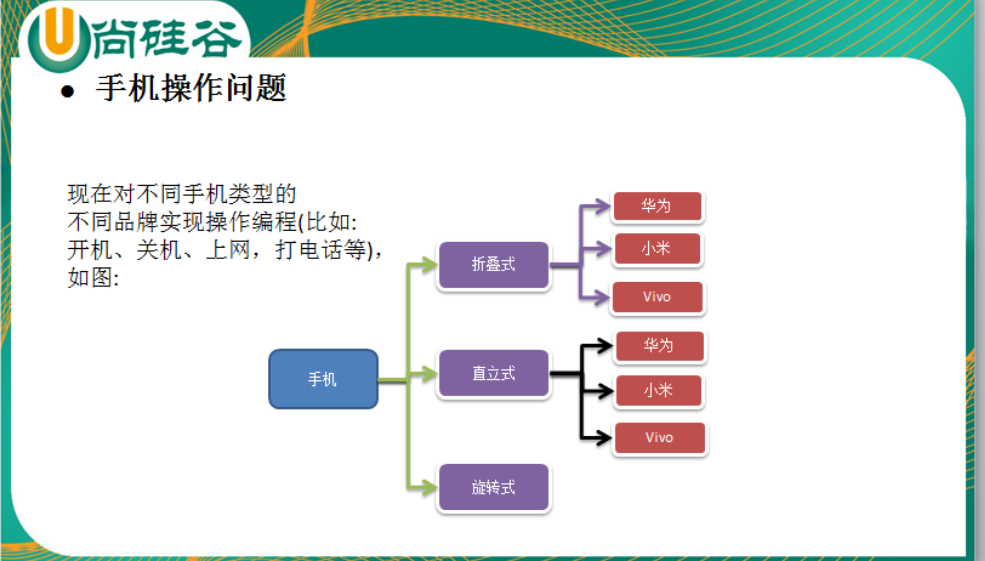 尚硅谷
● 手机操作问题
现在对不同手机类型的
不同品牌实现操作编程(比如:
开机、关机、上网，打电话等)，
如图:
手机
折叠式
华为
小米
Vivo
直立式
华为
小米
Vivo
旋转式